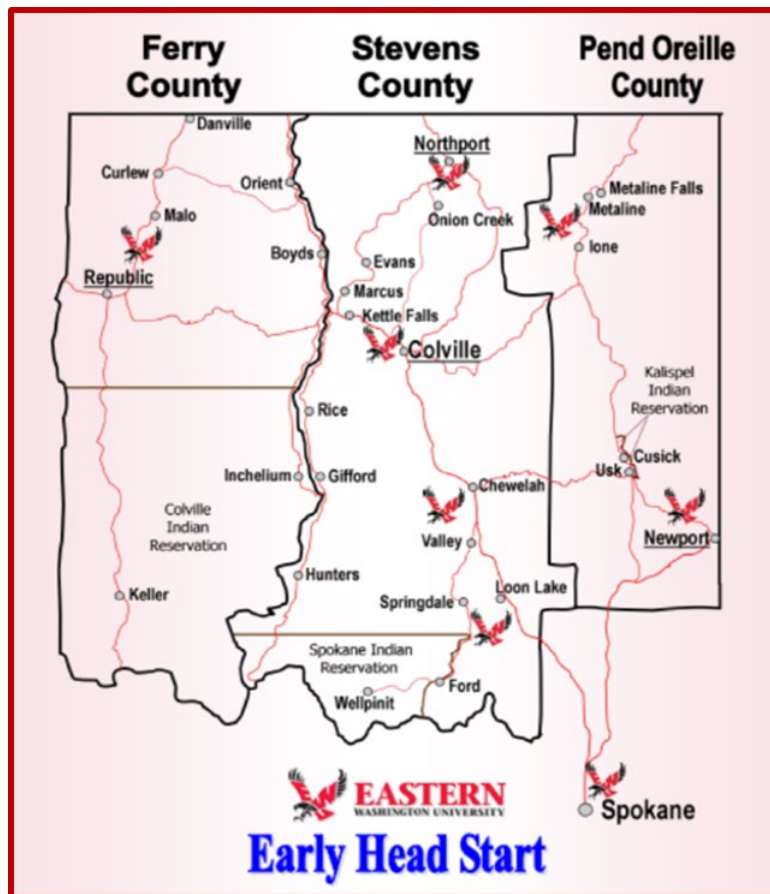 Ferry
County
Stevens
County
Pend Oreille
County
Danville
Northport
Curlew
Orient
Metaline Falls
Metaline
Malo
Onion Creek
Ione
Boyds
Evans
Republic
Marcus
Kettle Falls
Colville
Kalispel
Indian
Reservation
Rice
Cusick
Usk
Inchelium
Gifford
Chewelah
Colville
Indian
Reservation
Valley
Newport
Hunters
Keller
Springdale
Loon Lake
Spokane Indian
Reservation
Ford
Wellpinit
Spokane
EASTERN
WASHINGTON UNIVERSITY
Early Head Start